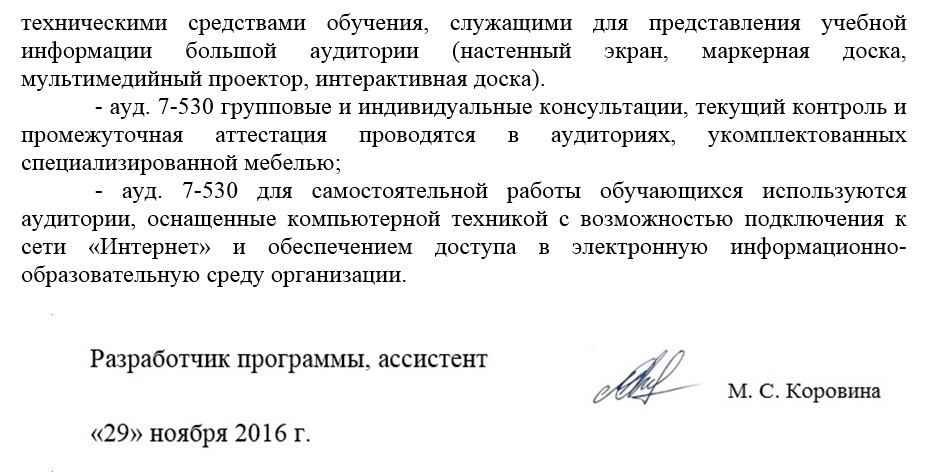 техническими средствами обучения, служащими для представления учебной
информации большой аудитории (настенный экран, маркерная доска,
мультимедийный проектор, интерактивная доска).
- ауд. 7-530 групповые и индивидуальные консультации, текущий контроль и
промежуточная аттестация проводятся в аудиториях, укомплектованных
специализированной мебелью;
- ауд. 7-530 для самостоятельной работы обучающихся используются
аудитории, оснащенные компьютерной техникой с возможностью подключения к
сети «Интернет» и обеспечением доступа в электронную информационно-
образовательную среду организации.
Разработчик программы, ассистент
М. С. Коровина
«29» ноября 2016 г.